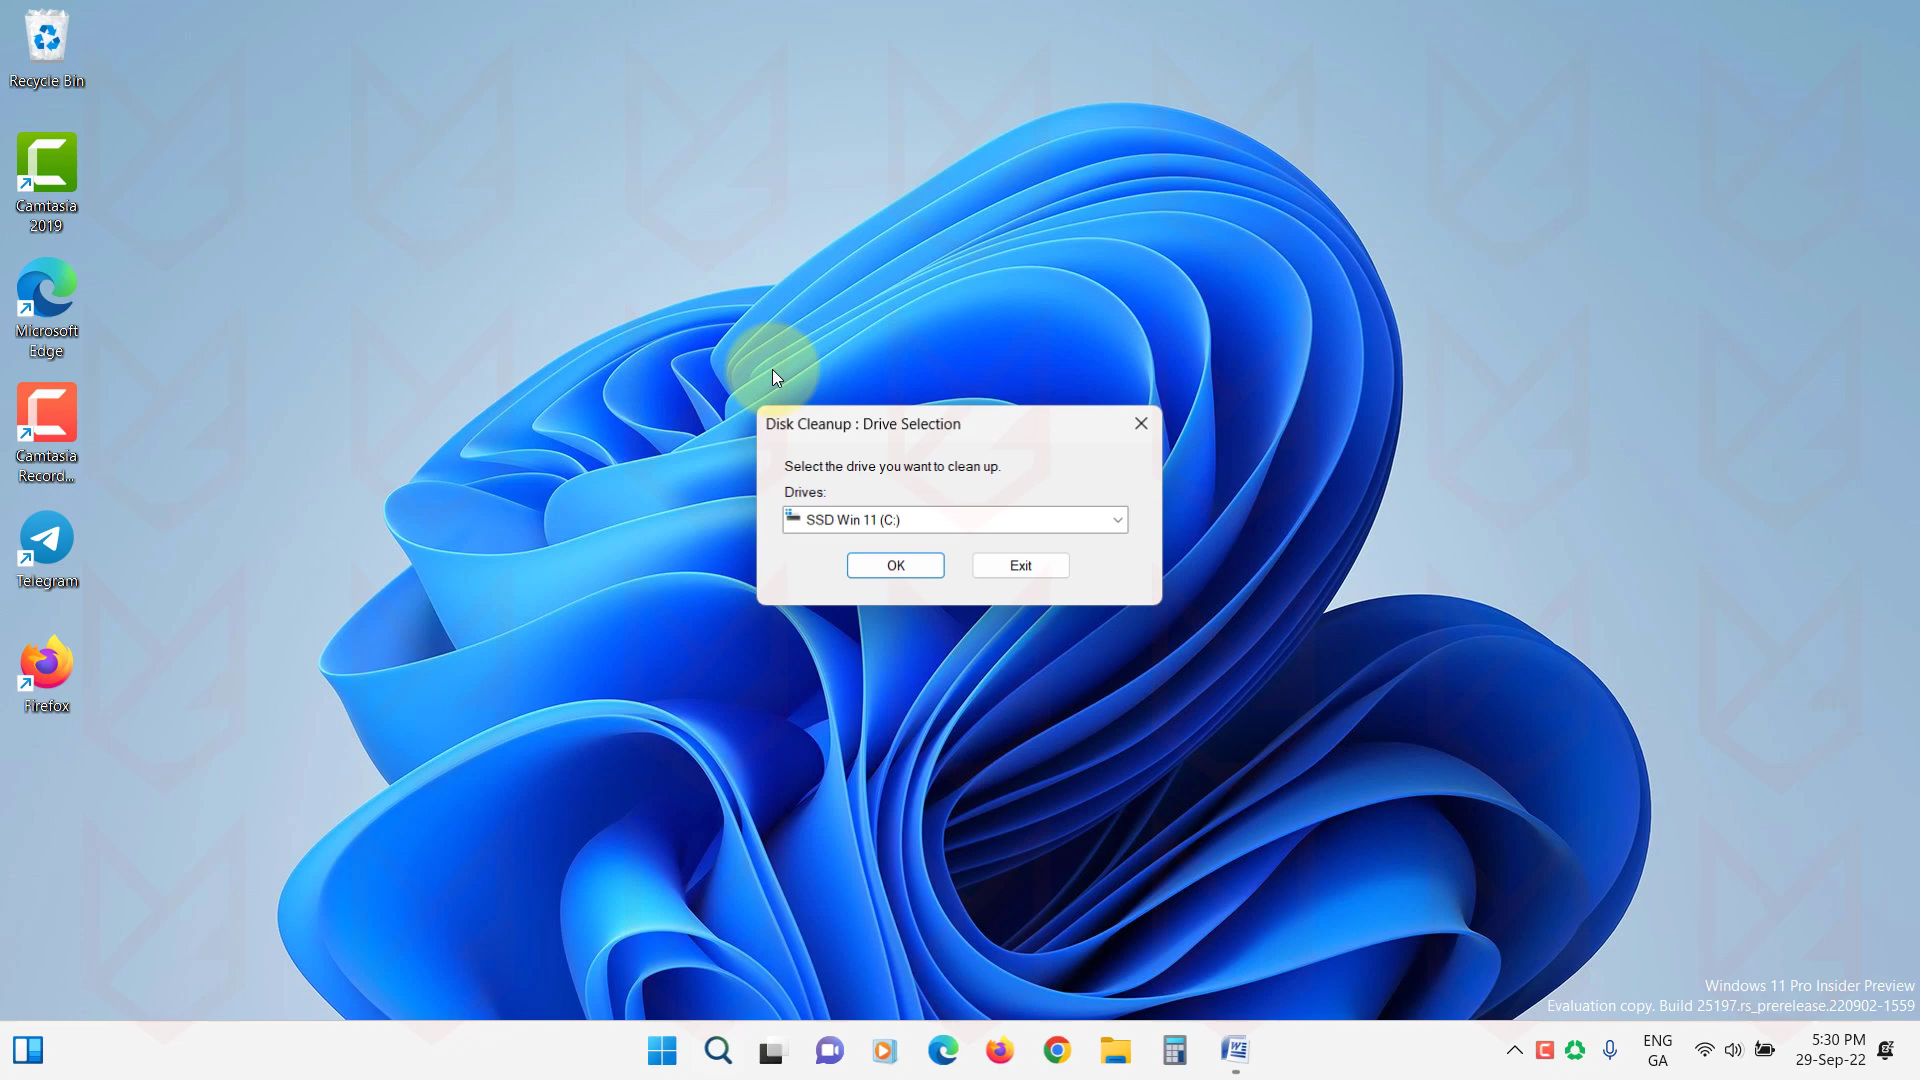 Recycle Bin
Camtasia
2019
Microsoft
Edge
Camtasia
Record...
Telegram
Firefox
Disk Cleanup : Drive Selection
Select the drive you want to clean up.
Drives:
SSD Win 11 (C:)
OK
Exit
Windows 11 Pro Insider Preview
Evaluation copy. Build 25197.rs_prerelease.220902-1559
ENG
GA
5:30 PM
29-Sep-22